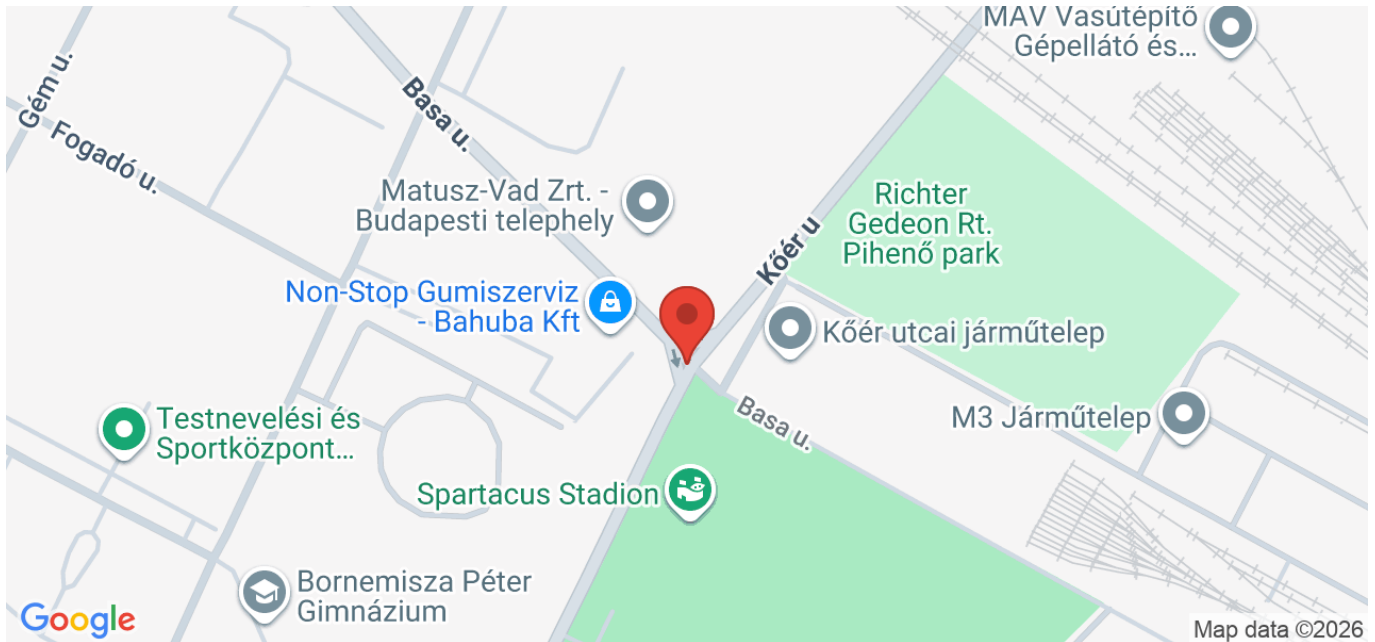 MÁV Vasútépítő
Gépellátó és...
Gém u.
Basa u.
Fogadó u.
Matusz-Vad Zrt. -
Budapesti telephely
Richter
Gedeon Rt.
Pihenő park
Kőér u
Non-Stop Gumiszerviz
- Bahuba Kft
Kőér utcai járműtelep
Basa u.
M3 Járműtelep
Testnevelési és
Sportközpont...
Spartacus Stadion
Bornemisza Péter
Gimnázium
Google
Map data ©2026